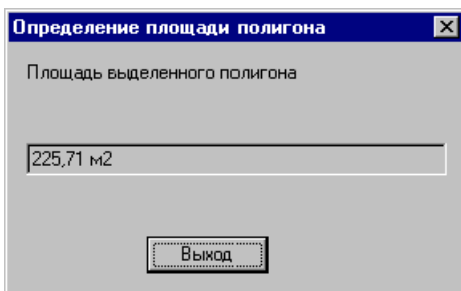 Определение площади полигона
Площадь выделенного полигона
225,71 м2
Выход